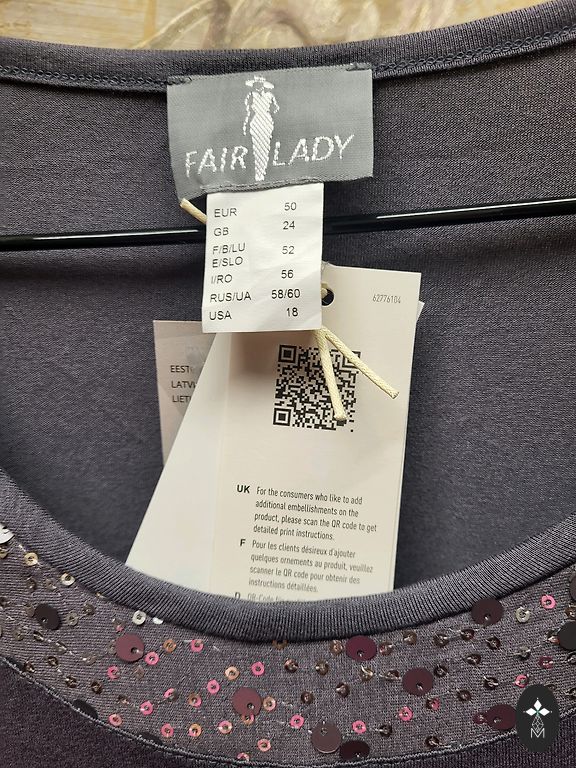 FAIR LADY
EUR 50
GB 24
F/B/LU
E/SLO 52
I/RO 56
RUS/UA 58/60
USA 18
62776104
EEST
LATV
LIET
UK For the consumers who like to add
additional embellishments on the
product, please scan the QR code to get
detailed print instructions.
F Pour les clients désireux d'ajouter
quelques ornements au produit, veuillez
scanner le QR code pour obtenir des
instructions détaillées.
M